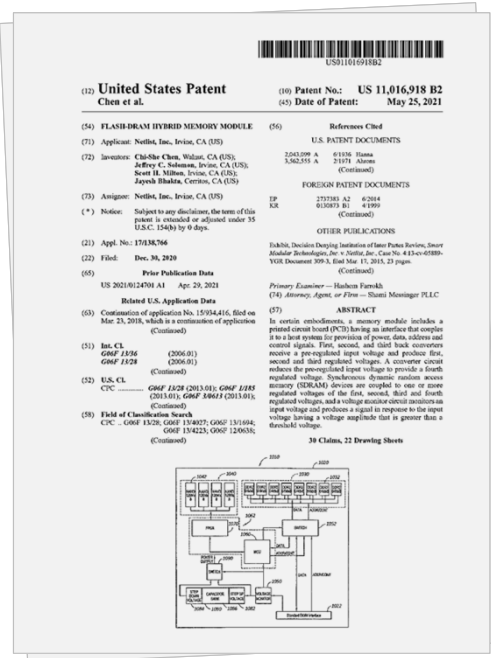 US011016918B2
(12) United States Patent
Chen et al.
(10) Patent No.: US 11,016,918 B2
(45) Date of Patent: May 25, 2021
(54) FLASH-DRAM HYBRID MEMORY MODULE
(71) Applicant: Netlist, Inc., Irvine, CA (US)
(72) Inventors: Chi-She Chen, Walnut, CA (US);
Jeffrey C. Solomon, Irvine, CA (US);
Scott H. Milton, Irvine, CA (US);
Jayesh Bhakta, Cerritos, CA (US)
(73) Assignee: Netlist, Inc., Irvine, CA (US)
( * ) Notice: Subject to any disclaimer, the term of this
patent is extended or adjusted under 35
U.S.C. 154(b) by 0 days.
(21) Appl. No.: 17/138,766
(22) Filed: Dec. 30, 2020
(65) Prior Publication Data
US 2021/0124701 A1 Apr. 29, 2021
Related U.S. Application Data
(63) Continuation of application No. 15/934,416, filed on
Mar. 23, 2018, which is a continuation of application
(Continued)
(51) Int. Cl.
G06F 13/36 (2006.01)
G06F 13/28 (2006.01)
(52) U.S. Cl.
CPC G06F 13/28 (2013.01); G06F 1/185
(2013.01); G06F 3/0613 (2013.01);
(Continued)
(58) Field of Classification Search
CPC .. G06F 13/28; G06F 13/4027; G06F 13/1694;
G06F 13/4223; G06F 12/0638;
(Continued)
(56) References Cited
U.S. PATENT DOCUMENTS
2,043,099 A 6/1936 Hanna
3,562,555 A 2/1971 Ahrons
(Continued)
FOREIGN PATENT DOCUMENTS
EP 2737383 A2 6/2014
KR 0130873 B1 4/1999
(Continued)
OTHER PUBLICATIONS
Exhibit, Decision Denying Institution of Inter Partes Review, Smart
Modular Technologies, Inc. v. Netlist, Inc., Case No. 4:13-cv-05889-
YGR Document 309-3, filed Mar. 17, 2015, 23 pages.
(Continued)
Primary Examiner — Hashem Farrokh
(74) Attorney, Agent, or Firm — Shami Messinger PLLC
(57) ABSTRACT
In certain embodiments, a memory module includes a
printed circuit board (PCB) having an interface that couples
it to a host system for provision of power, data, address and
control signals. First, second, and third buck converters
receive a pre-regulated input voltage and produce first,
second and third regulated voltages. A converter circuit
reduces the pre-regulated input voltage to provide a fourth
regulated voltage. Synchronous dynamic random access
memory (SDRAM) devices are coupled to one or more
regulated voltages of the first, second, third and fourth
regulated voltages, and a voltage monitor circuit monitors an
input voltage and produces a signal in response to the input
voltage having a voltage amplitude that is greater than a
threshold voltage.
30 Claims, 22 Drawing Sheets
FPGA
SWITCH
MCU
DATA
ADDRESS
VOLTAGE MONITOR